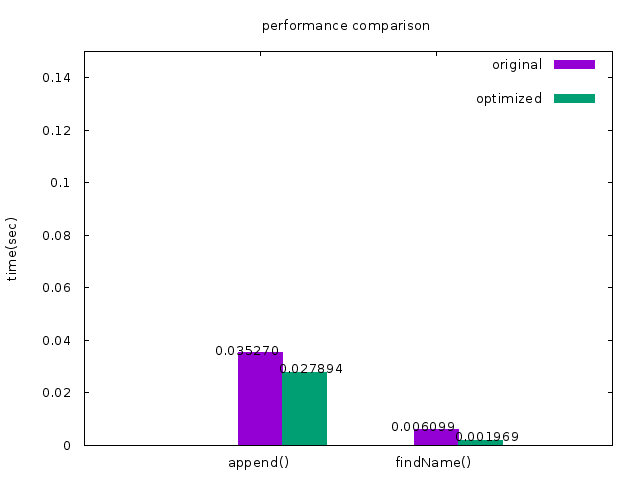 performance comparison
original
optimized
0.14
0.12
0.1
0.08
0.06
0.04
0.02
0
time(sec)
0.035270
0.027894
0.006099
0.001969
append()
findName()